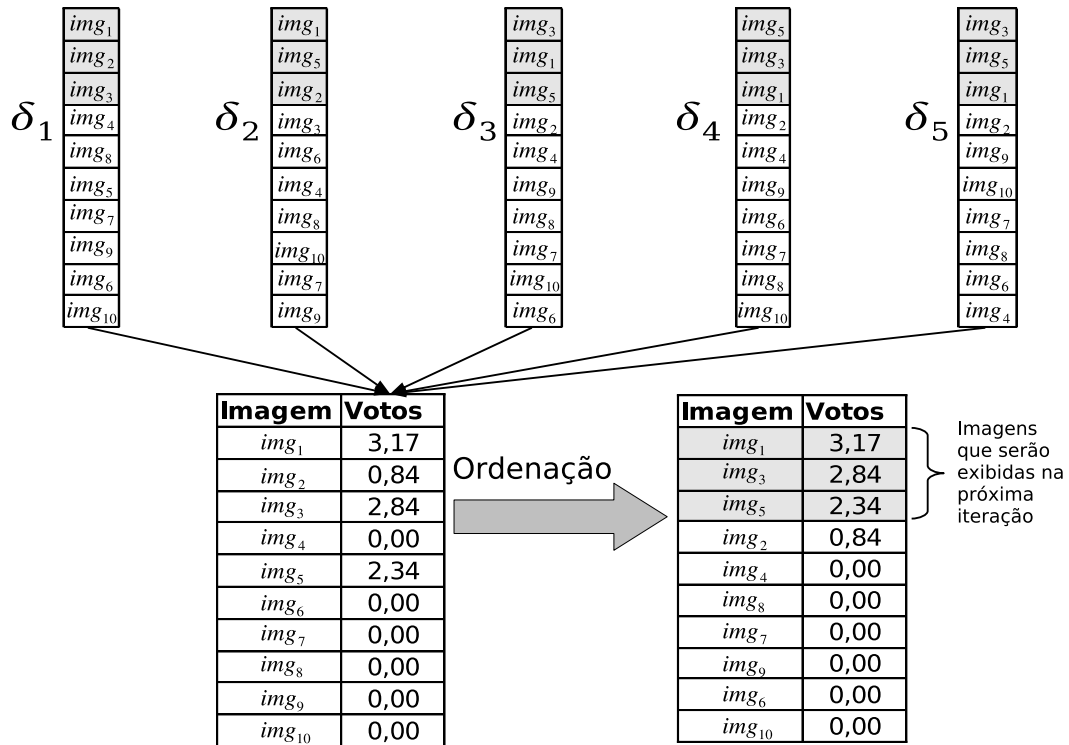 δ1
img1
img2
img3
img4
img8
img5
img7
img9
img6
img10
δ2
img1
img5
img2
img3
img6
img4
img8
img10
img7
img9
δ3
img3
img1
img5
img2
img4
img9
img8
img7
img10
img6
δ4
img5
img3
img1
img2
img4
img9
img6
img7
img8
img10
δ5
img3
img5
img1
img2
img9
img10
img7
img8
img6
img4
Imagem Votos
img1 3,17
img2 0,84
img3 2,84
img4 0,00
img5 2,34
img6 0,00
img7 0,00
img8 0,00
img9 0,00
img10 0,00
Ordenação
Imagem Votos
img1 3,17
img3 2,84
img5 2,34
img2 0,84
img4 0,00
img8 0,00
img7 0,00
img9 0,00
img6 0,00
img10 0,00
Imagens
que serão
exibidas na
próxima
iteração